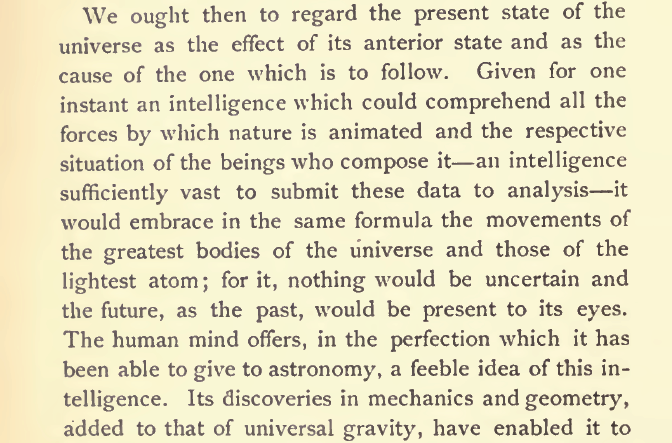 We ought then to regard the present state of the
universe as the effect of its anterior state and as the
cause of the one which is to follow. Given for one
instant an intelligence which could comprehend all the
forces by which nature is animated and the respective
situation of the beings who compose it—an intelligence
sufficiently vast to submit these data to analysis—it
would embrace in the same formula the movements of
the greatest bodies of the universe and those of the
lightest atom; for it, nothing would be uncertain and
the future, as the past, would be present to its eyes.
The human mind offers, in the perfection which it has
been able to give to astronomy, a feeble idea of this in-
telligence. Its discoveries in mechanics and geometry,
added to that of universal gravity, have enabled it to